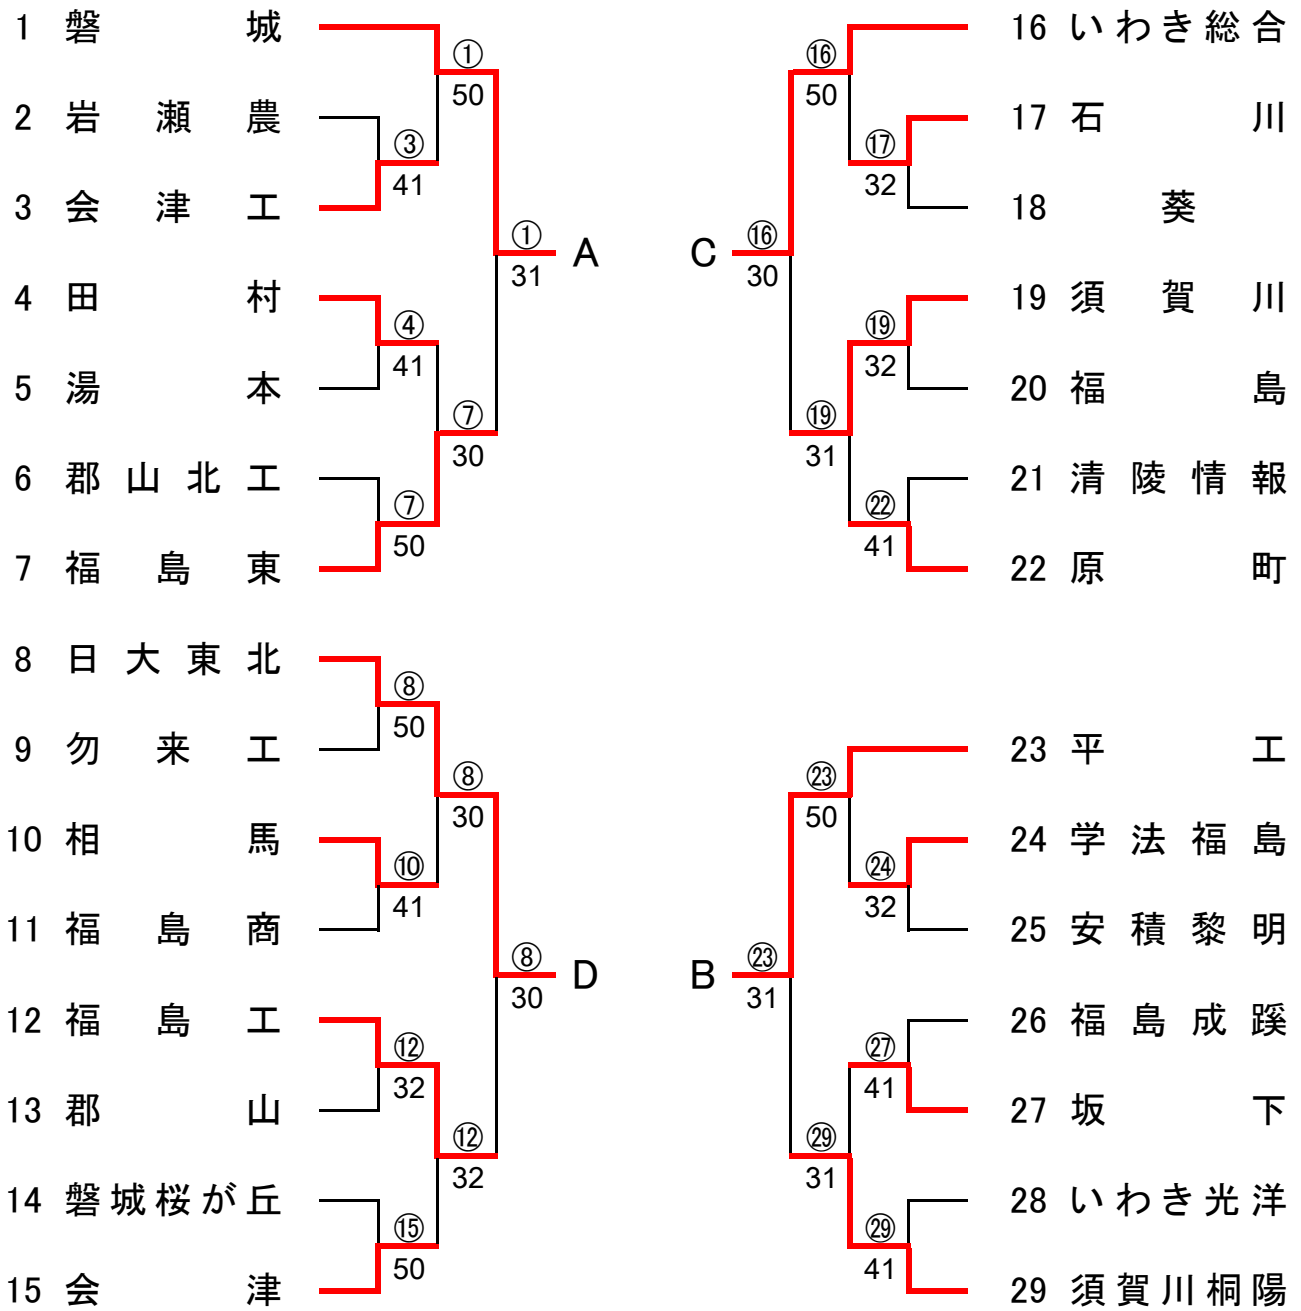 1 磐城
①
50
2 岩瀬農
③
41
3 会津工
①
31
A
4 田村
④
41
5 湯本
⑦
30
6 郡山北工
⑦
50
7 福島東
8 日大東北
⑧
50
9 勿来工
⑧
30
10 相馬
⑩
41
11 福島商
⑧
30
D
12 福島工
⑫
32
13 郡山
⑫
32
14 磐城桜が丘
⑮
50
15 会津
16 いわき総合
⑯
50
17 石川
⑰
32
18 葵
C
⑯
30
19 須賀川
⑲
32
20 福島
⑲
31
21 清陵情報
㉒
41
22 原町
23 平工
㉓
50
24 学法福島
㉔
32
25 安積黎明
B
㉓
31
26 福島成蹊
㉗
41
27 坂下
㉙
31
28 いわき光洋
㉙
41
29 須賀川桐陽